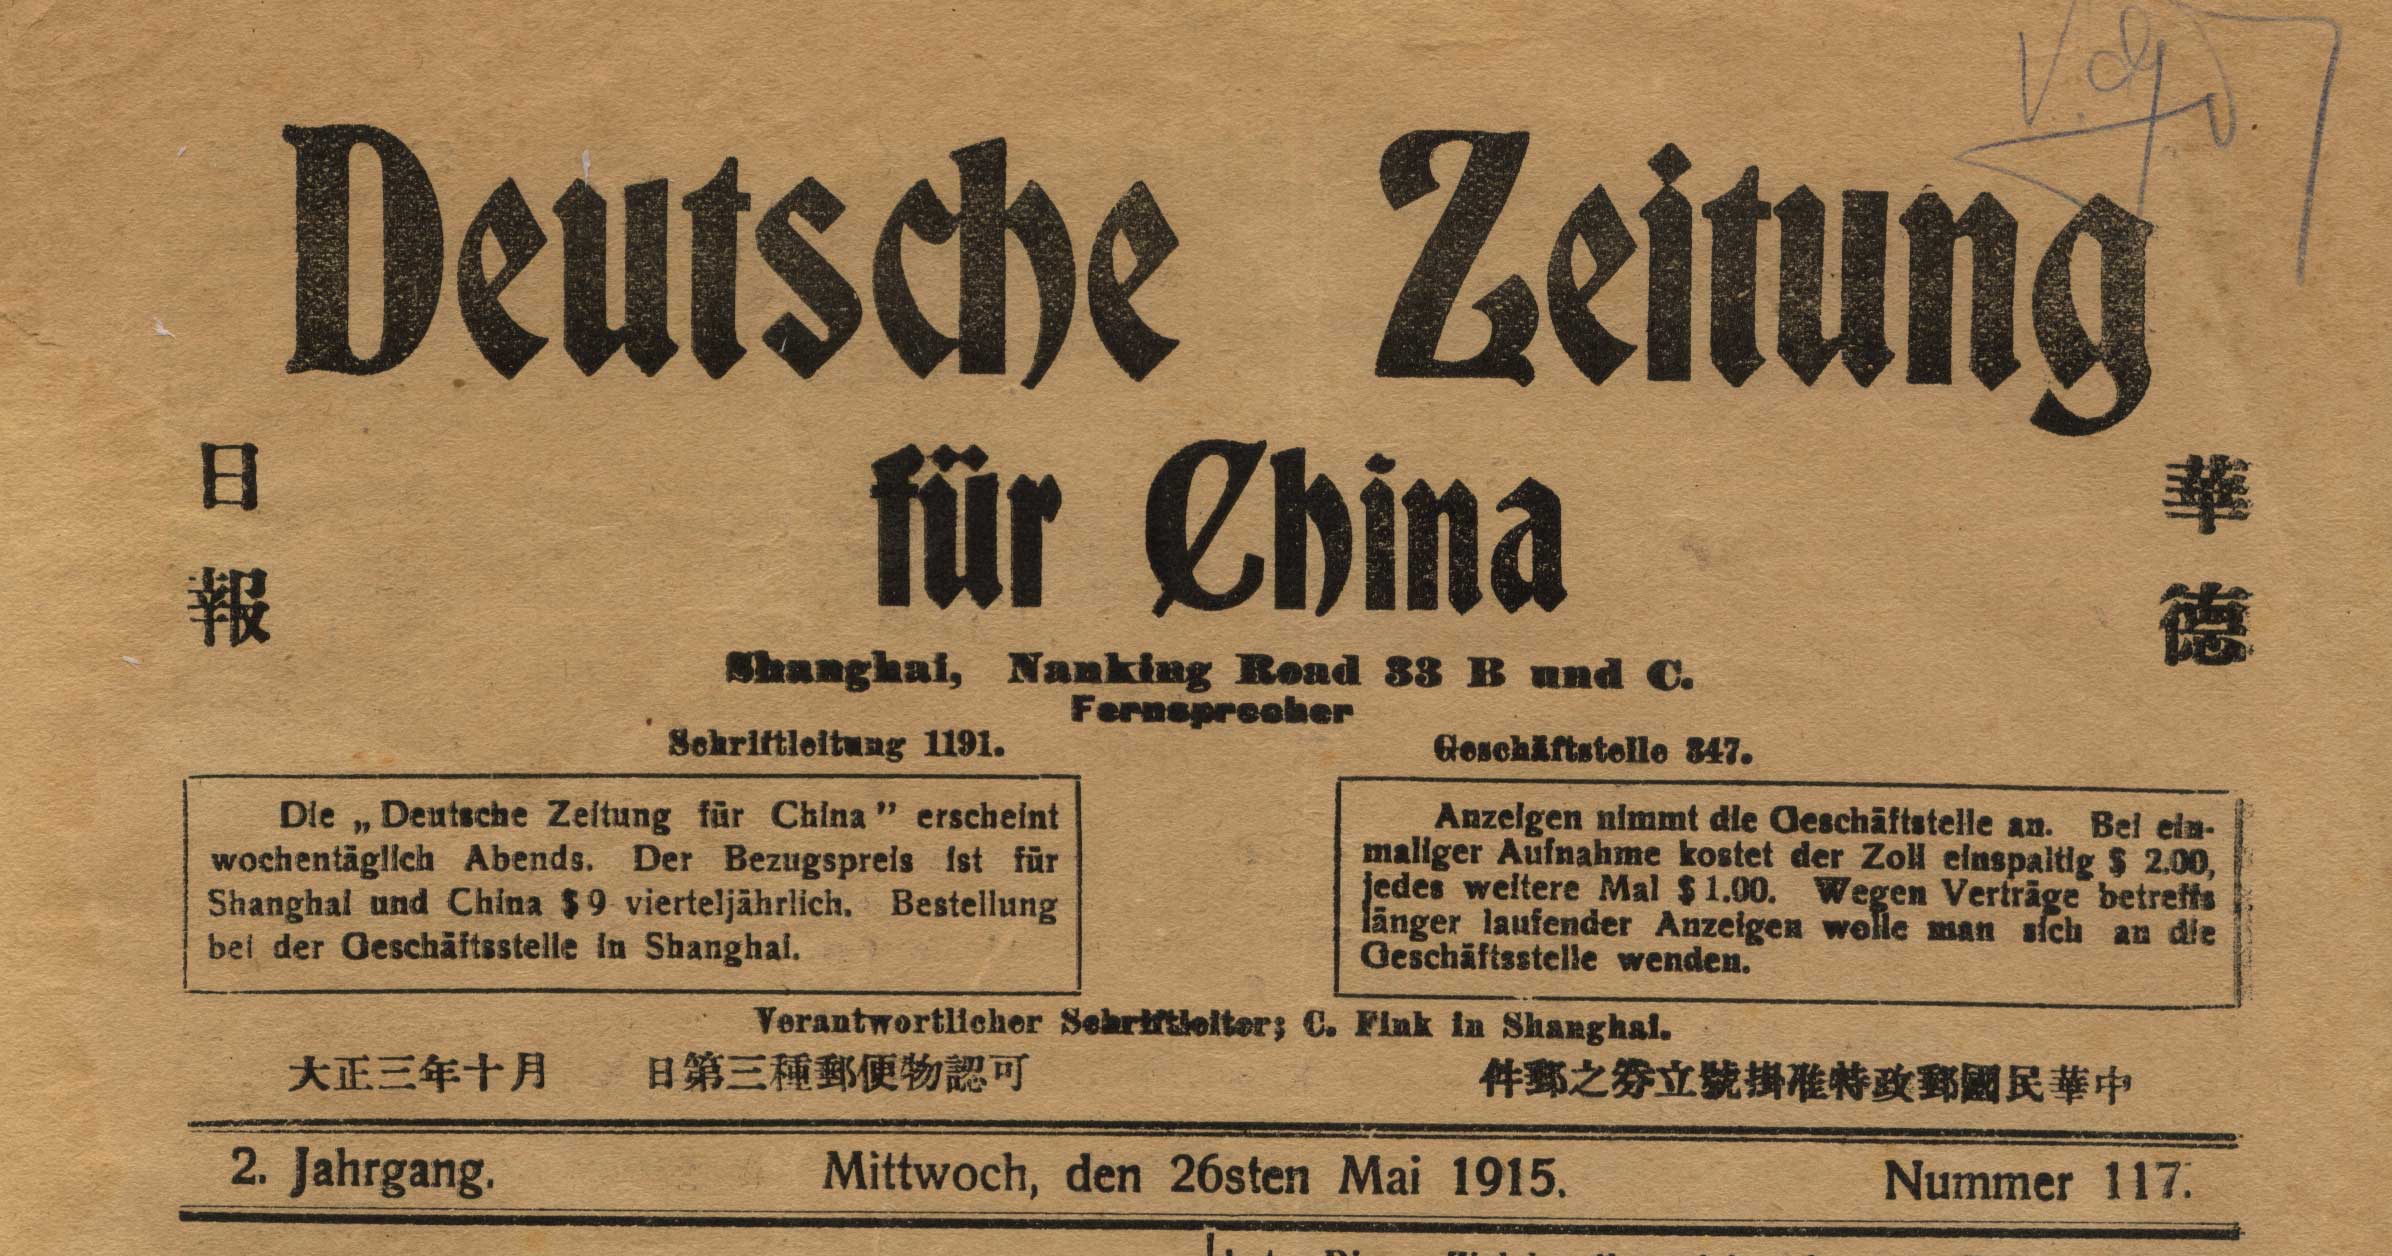 Deutsche Zeitung
für China
華德
日報
Shanghai, Nanking Road 33 B und C.
Fernsprecher
Schriftleitung 1191.
Geschäftstelle 347.
Die „Deutsche Zeitung für China” erscheint
wochentäglich Abends. Der Bezugspreis ist für
Shanghai und China $9 vierteljährlich. Bestellung
bei der Geschäftsstelle in Shanghai.
Anzeigen nimmt die Geschäftstelle an. Bei ein-
maliger Aufnahme kostet der Zoll einspaltig $ 2.00,
jedes weitere Mal $1.00. Wegen Verträge betreffs
länger laufender Anzeigen wolle man sich an die
Geschäftsstelle wenden.
Verantwortlicher Schriftleiter; C. Fink in Shanghai.
大正三年十月 日第三種郵便物認可
中華民國郵政特准掛號立券之郵件
2. Jahrgang.
Mittwoch, den 26sten Mai 1915.
Nummer 117.